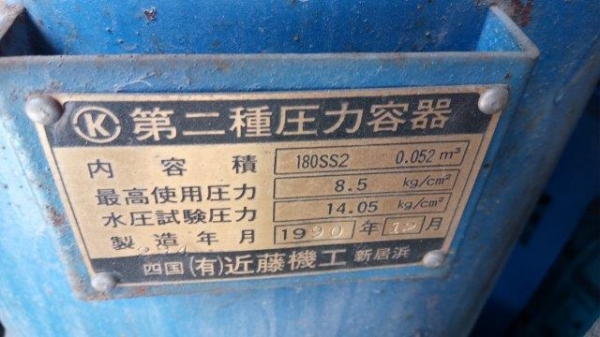 Ⓚ 第二種圧力容器
内容積 180SS2 0.052 m³
最高使用圧力 8.5 kg/cm²
水圧試験圧力 14.05 kg/cm²
製造年月 1990年12月
四国(有)近藤機工 新居浜